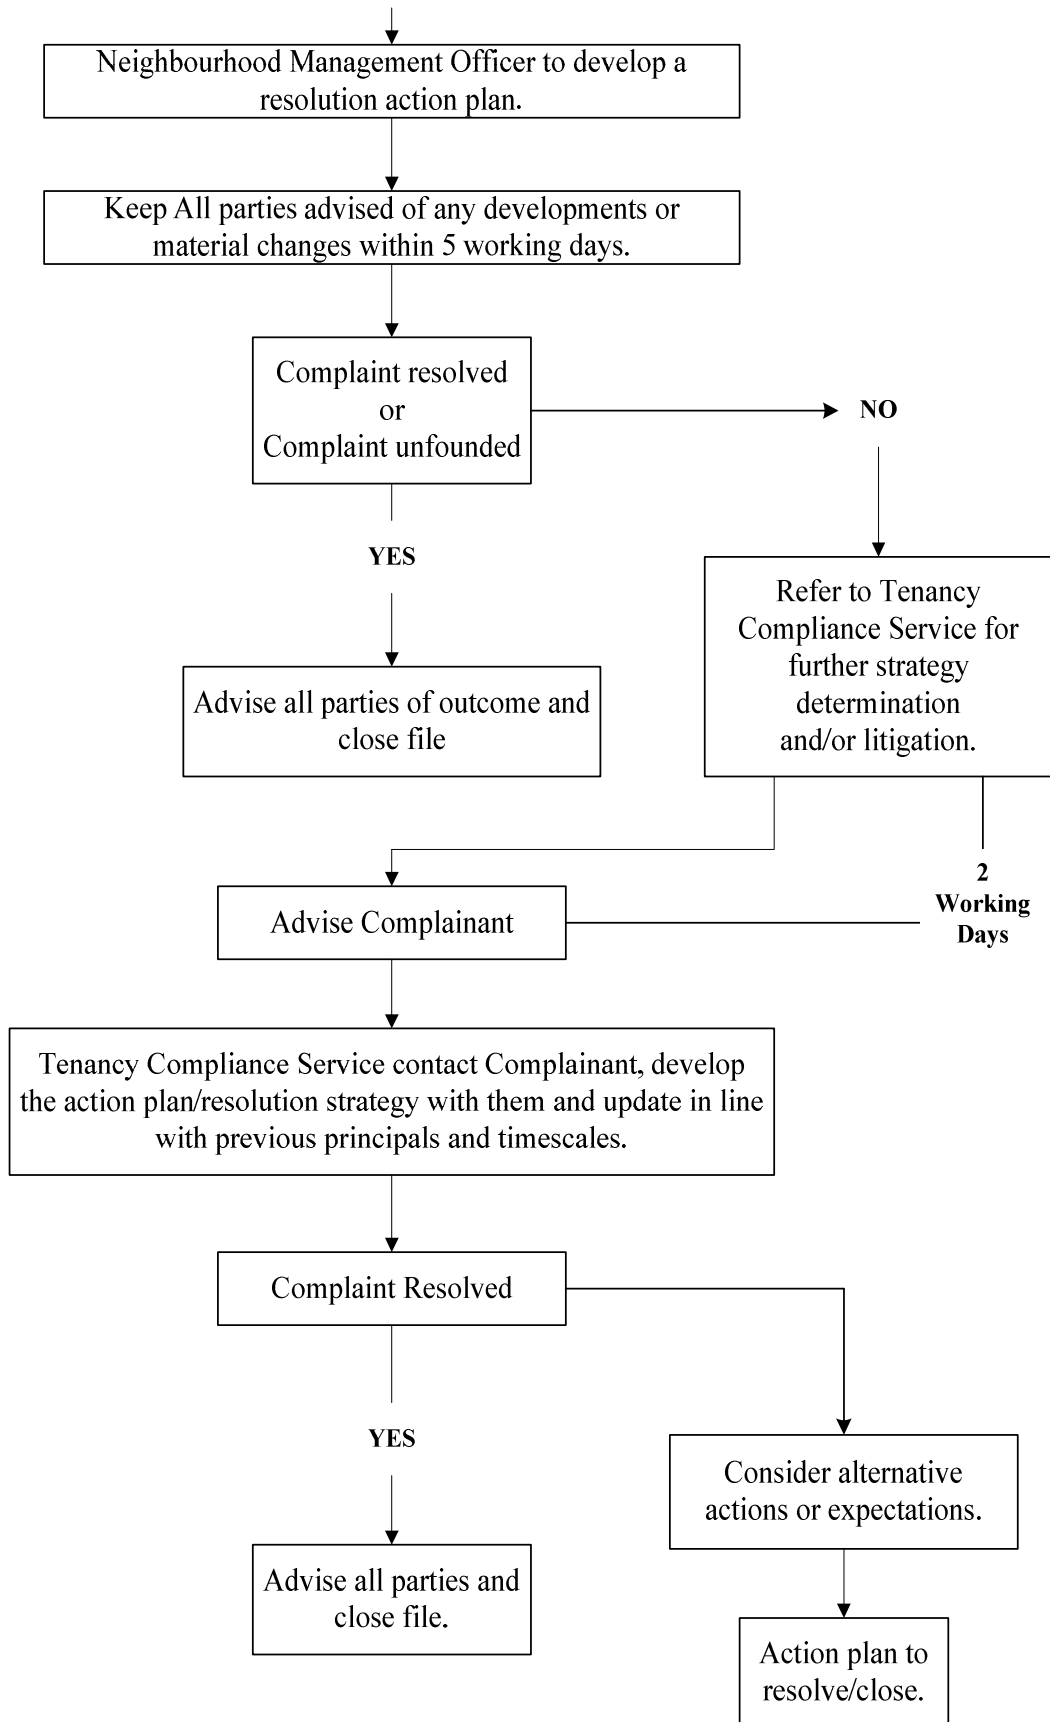 Neighbourhood Management Officer to develop a
resolution action plan.
Keep All parties advised of any developments or
material changes within 5 working days.
Complaint resolved
or
Complaint unfounded
NO
YES
Refer to Tenancy
Compliance Service for
further strategy
determination
and/or litigation.
Advise all parties of outcome and
close file
2
Working
Days
Advise Complainant
Tenancy Compliance Service contact Complainant, develop
the action plan/resolution strategy with them and update in line
with previous principals and timescales.
Complaint Resolved
YES
Consider alternative
actions or expectations.
Advise all parties and
close file.
Action plan to
resolve/close.